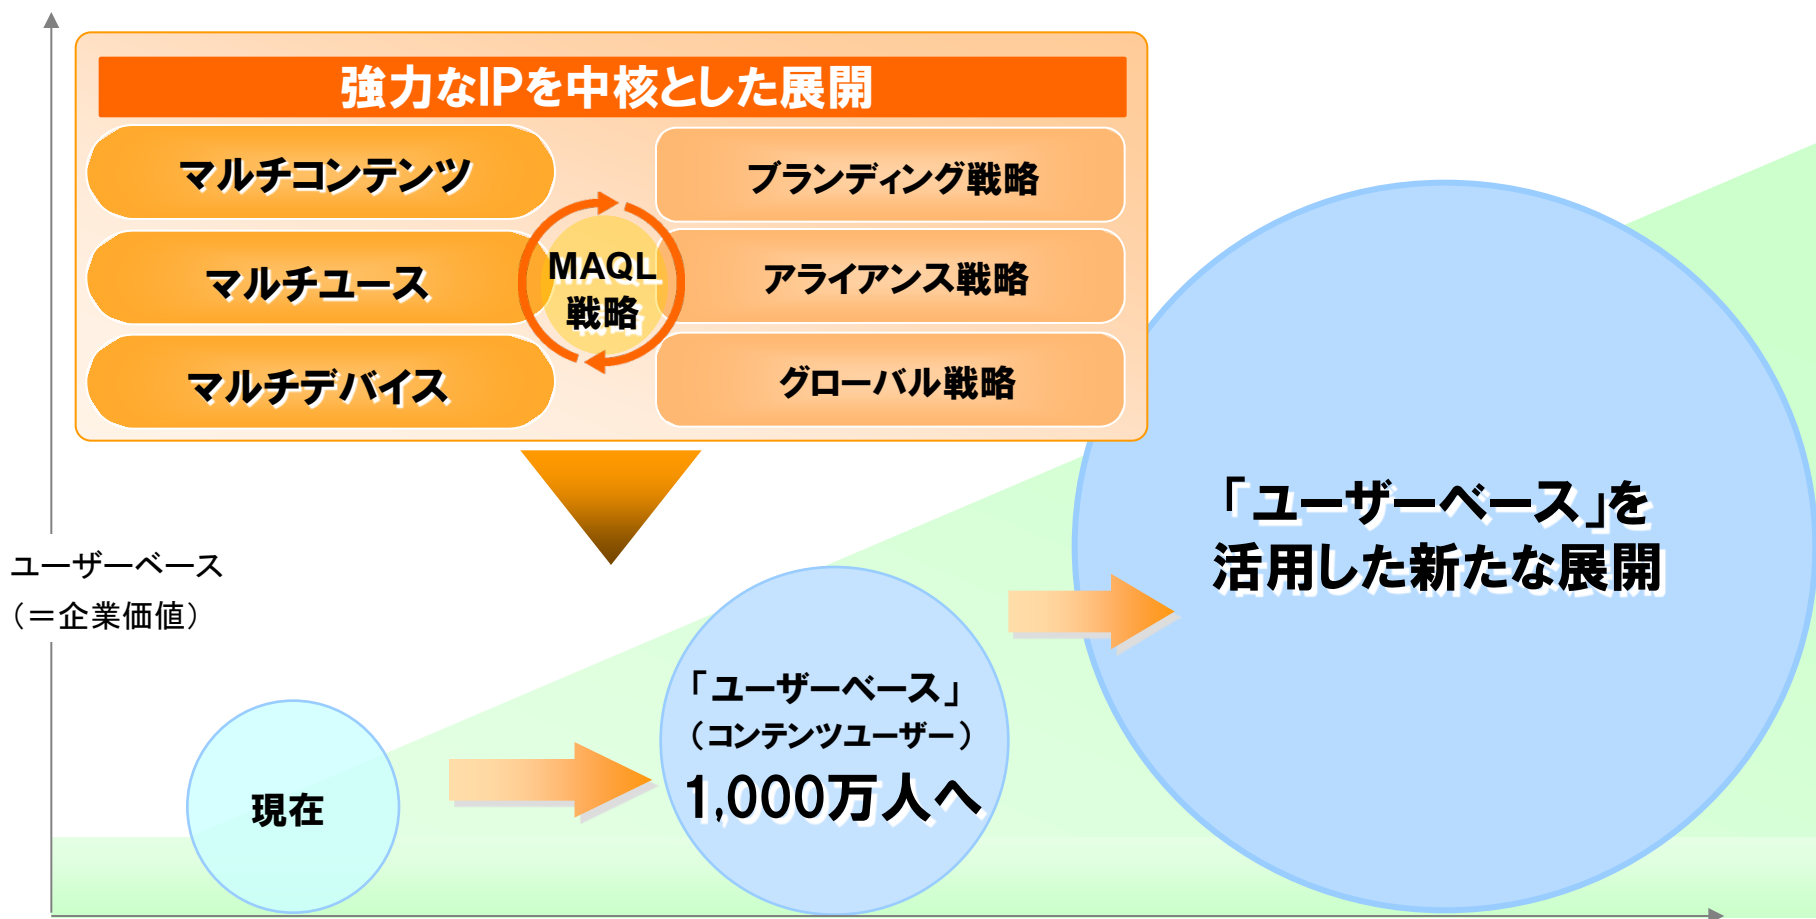 強力なIPを中核とした展開
マルチコンテンツ
マルチユース
マルチデバイス
MAQL
戦略
ブランディング戦略
アライアンス戦略
グローバル戦略
ユーザーベース
（＝企業価値）
現在
「ユーザーベース」
（コンテンツユーザー）
1,000万人へ
「ユーザーベース」を
活用した新たな展開